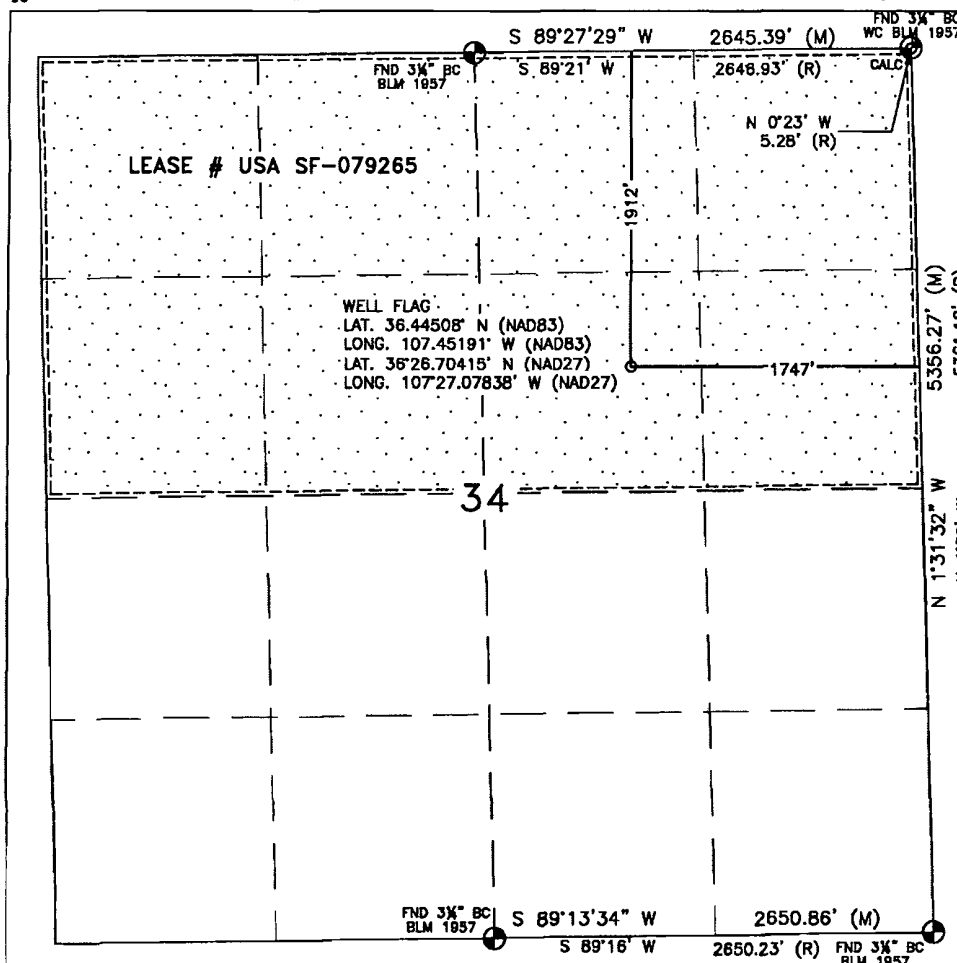 FND 3¼" BC
WC BLM 1957
S 89°27'29" W 2645.39' (M)
FND 3¼" BC
BLM 1957
S 89°21' W 2648.93' (R)
CALC
N 0°23' W
5.28' (R)
LEASE # USA SF-079265
1912'
WELL FLAG
LAT. 36.44508° N (NAD83)
LONG. 107.45191° W (NAD83)
LAT. 36°26.70415' N (NAD27)
LONG. 107°27.07838' W (NAD27)
1747'
5356.27' (M)
34
N 1°31'32" W
FND 3¼" BC
BLM 1957
S 89°13'34" W 2650.86' (M)
S 89°16' W 2650.23' (R)
FND 3¼" BC
BLM 1957